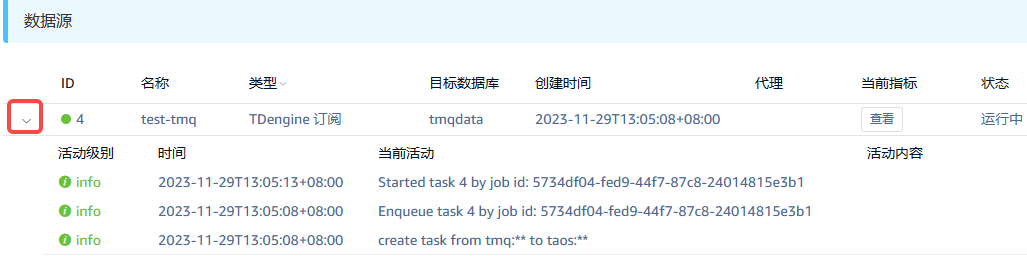 数据源
ID 名称 类型 目标数据库 创建时间 代理 当前指标 状态
4 test-tmq TDengine 订阅 tmqdata 2023-11-29T13:05:08+08:00 查看 运行中
活动级别 时间 当前活动 活动内容
info 2023-11-29T13:05:13+08:00 Started task 4 by job id: 5734df04-fed9-44f7-87c8-24014815e3b1
info 2023-11-29T13:05:08+08:00 Enqueue task 4 by job id: 5734df04-fed9-44f7-87c8-24014815e3b1
info 2023-11-29T13:05:08+08:00 create task from tmq:** to taos:**